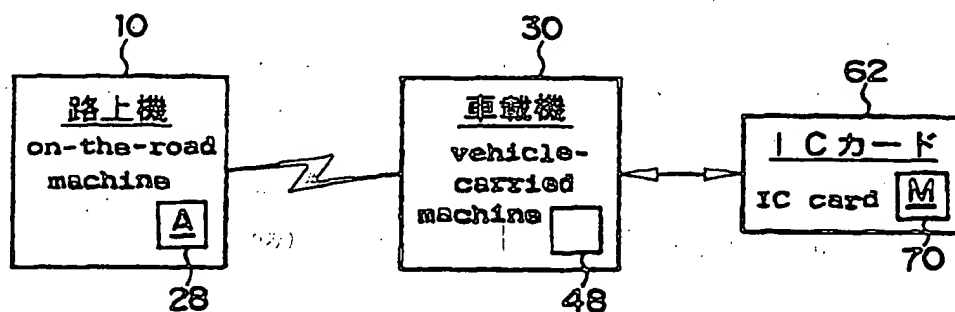 10
路上機
on-the-road
machine
A
28
30
車載機
vehicle-
carried
machine
48
62
ICカード
IC card
M
70